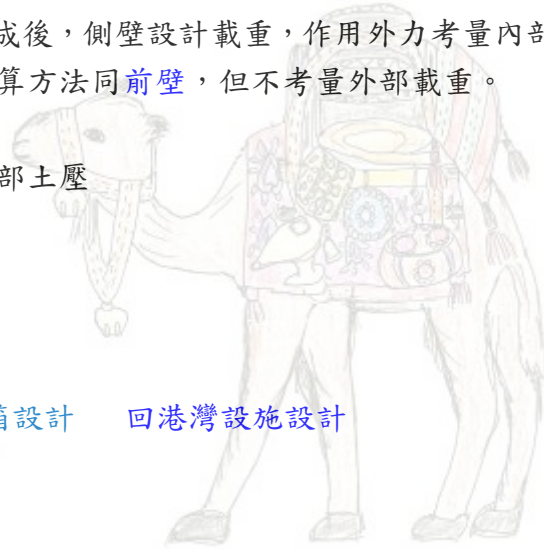 成後，側壁設計載重，作用外力考量內部
算方法同前壁，但不考量外部載重。
部土壓
設計 回港灣設施設計